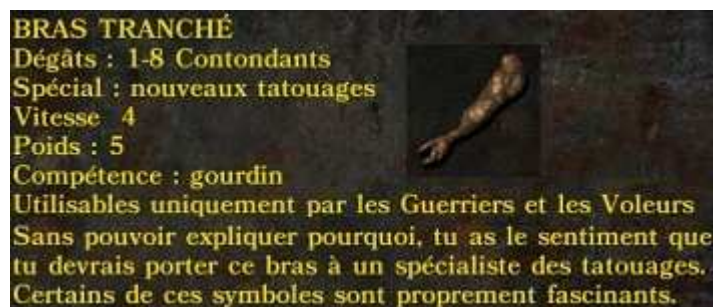 BRAS TRANCHÉ
Dégâts : 1-8 Contondants
Spécial : nouveaux tatouages
Vitesse 4
Poids : 5
Compétence : gourdin
Utilisables uniquement par les Guerriers et les Voleurs
Sans pouvoir expliquer pourquoi, tu as le sentiment que
tu devrais porter ce bras à un spécialiste des tatouages.
Certains de ces symboles sont proprement fascinants.